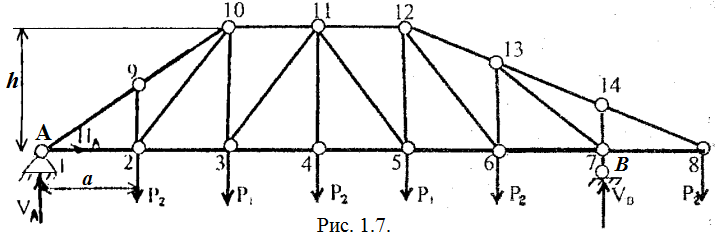 10 11 12
13
9
14
h
A
H_A
1 2 3 4 5 6 7 B 8
a
V_A P_2 P_1 P_2 P_1 P_2 V_B P_2
Рис. 1.7.